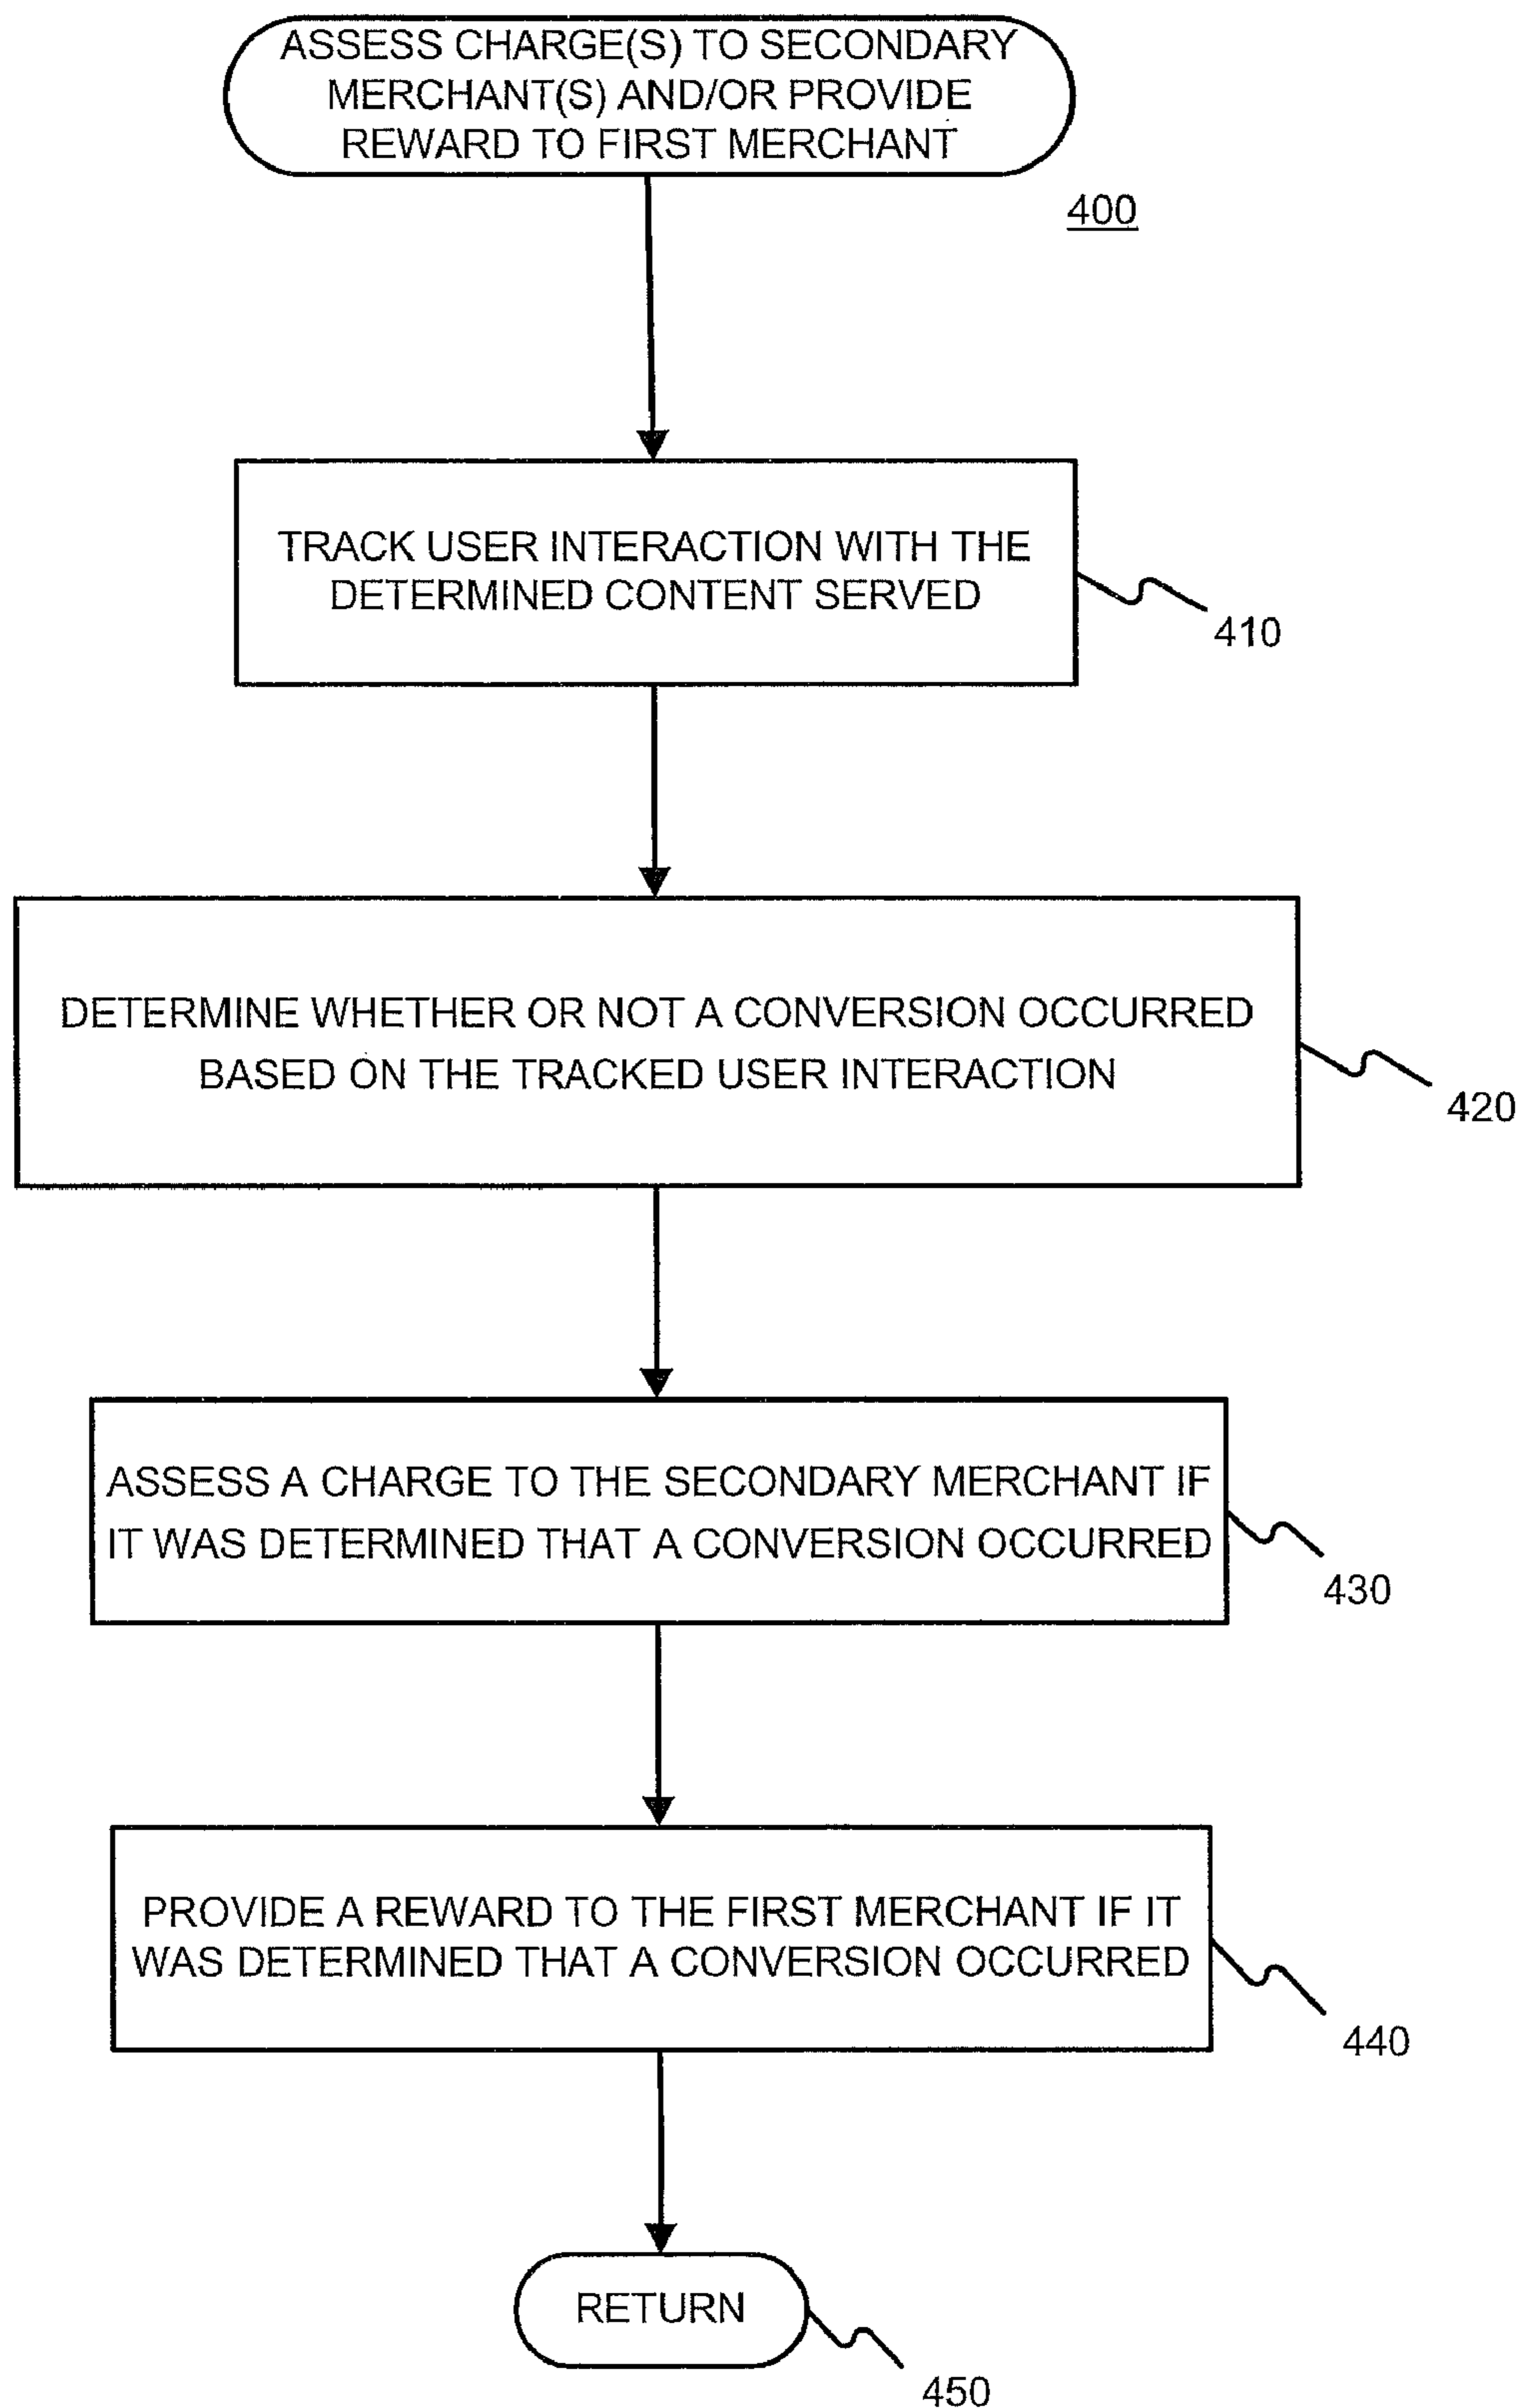 ASSESS CHARGE(S) TO SECONDARY
MERCHANT(S) AND/OR PROVIDE
REWARD TO FIRST MERCHANT
400
TRACK USER INTERACTION WITH THE
DETERMINED CONTENT SERVED
410
DETERMINE WHETHER OR NOT A CONVERSION OCCURRED
BASED ON THE TRACKED USER INTERACTION
420
ASSESS A CHARGE TO THE SECONDARY MERCHANT IF
IT WAS DETERMINED THAT A CONVERSION OCCURRED
430
PROVIDE A REWARD TO THE FIRST MERCHANT IF IT
WAS DETERMINED THAT A CONVERSION OCCURRED
440
RETURN
450